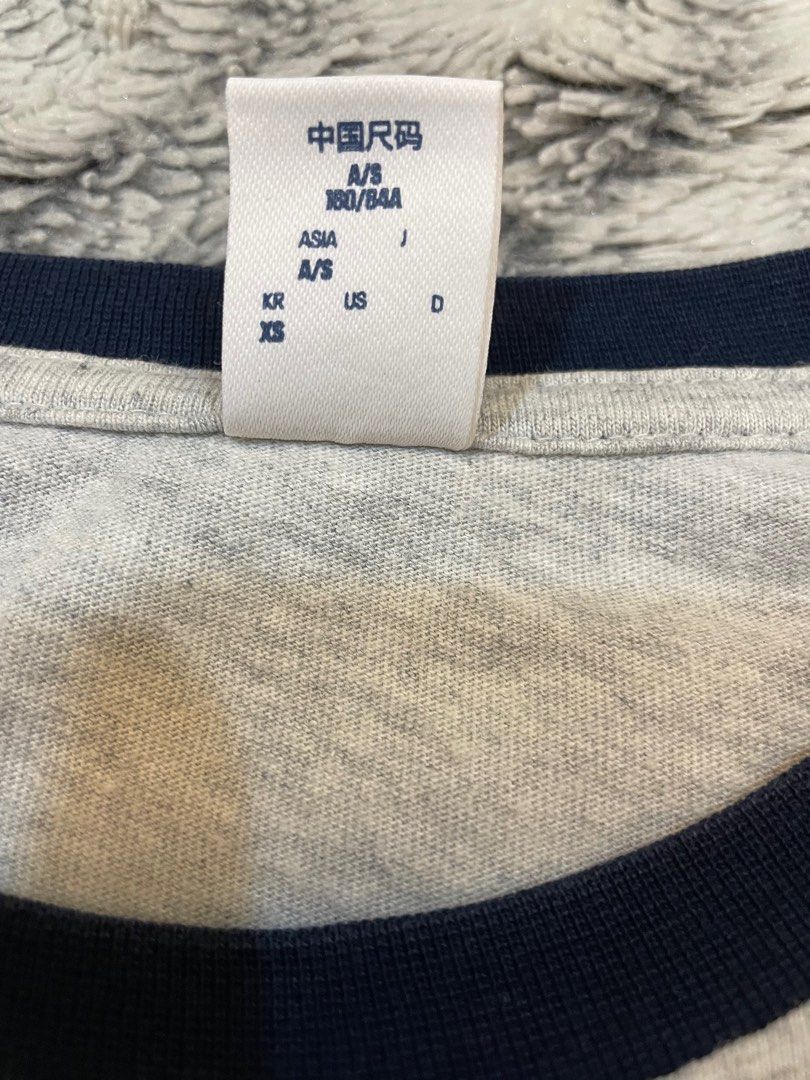 中国尺码
A/S
160/84A
ASIA J
A/S
KR US D
XS